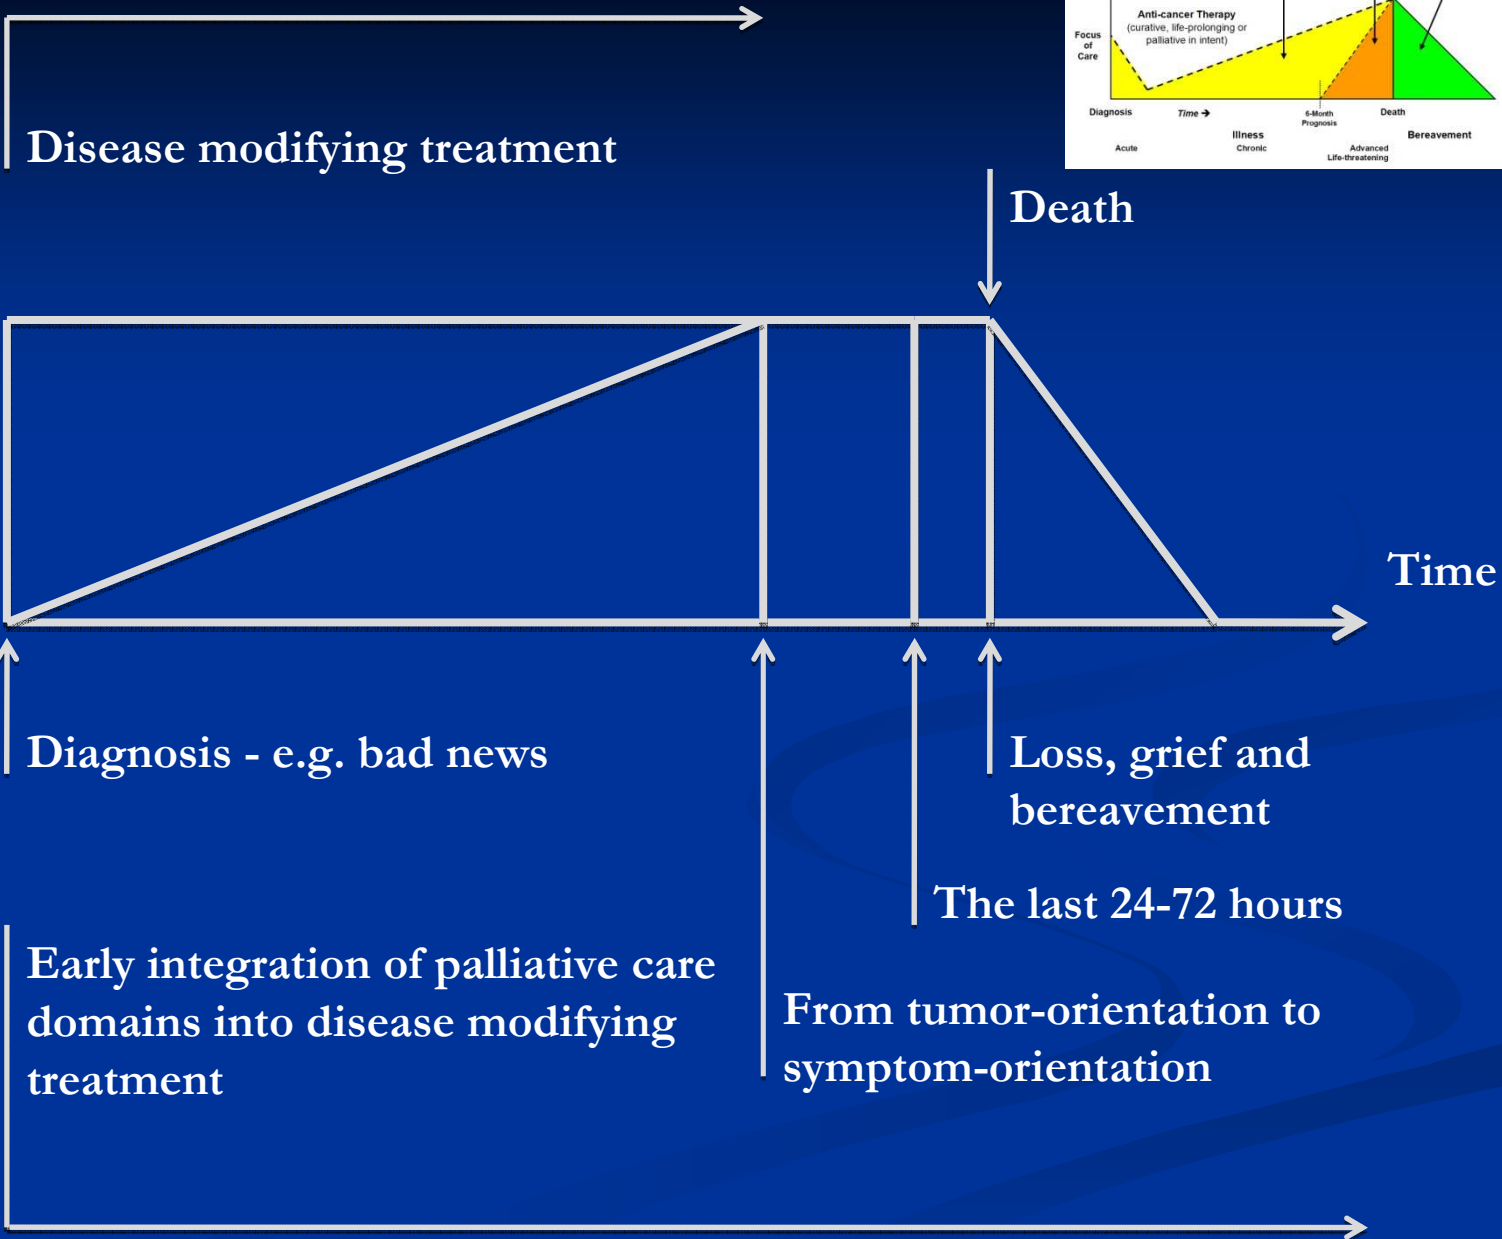 Disease modifying treatment
Anti-cancer Therapy
(curative, life-prolonging or
palliative in intent)
Focus
of
Care
Diagnosis
Time →
6-Month
Prognosis
Death
Illness
Bereavement
Acute
Chronic
Advanced
Life-threatening
Death
Time
Diagnosis - e.g. bad news
Loss, grief and
bereavement
The last 24-72 hours
Early integration of palliative care
domains into disease modifying
treatment
From tumor-orientation to
symptom-orientation